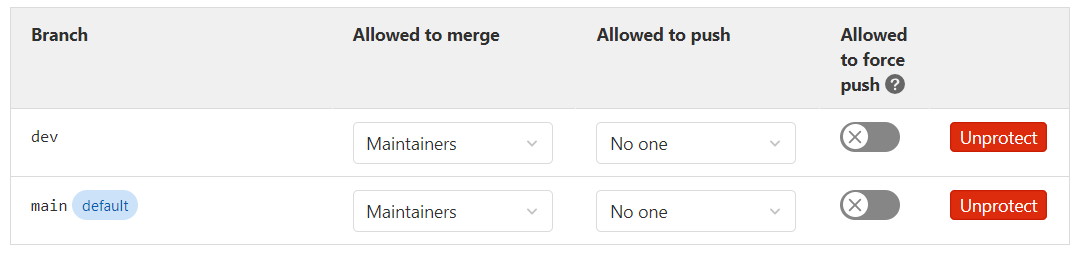 Branch Allowed to merge Allowed to push Allowed
to force
push ?
dev Maintainers No one Unprotect
main default Maintainers No one Unprotect